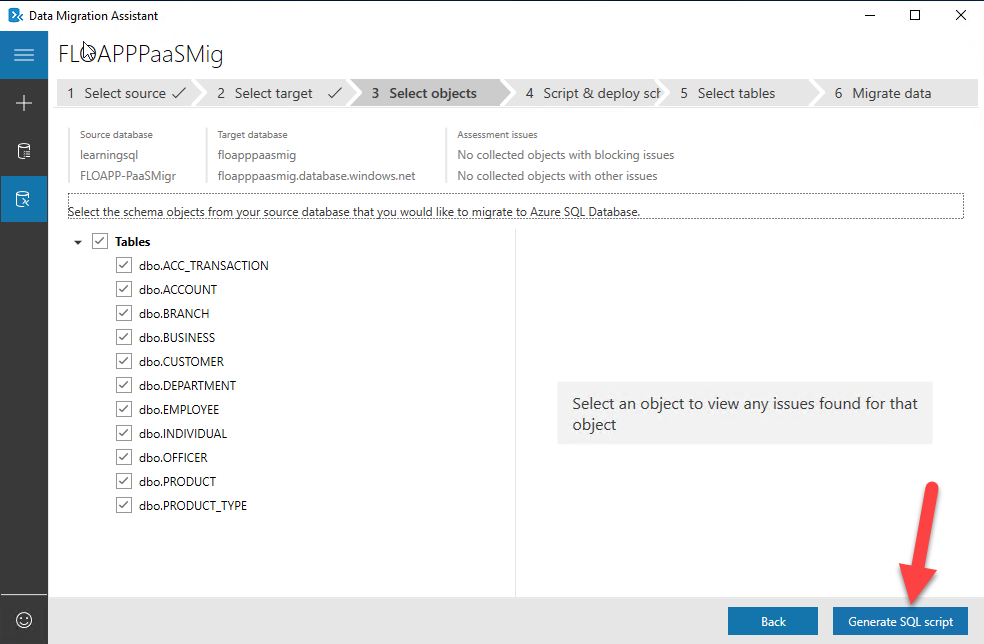 Data Migration Assistant
FLOAPPPaaSMig
1 Select source
2 Select target
3 Select objects
4 Script & deploy sch
5 Select tables
6 Migrate data
Source database
learningsql
FLOAPP-PaaSMigr
Target database
floapppaasmig
floapppaasmig.database.windows.net
Assessment issues
No collected objects with blocking issues
No collected objects with other issues
Select the schema objects from your source database that you would like to migrate to Azure SQL Database.
Tables
dbo.ACC_TRANSACTION
dbo.ACCOUNT
dbo.BRANCH
dbo.BUSINESS
dbo.CUSTOMER
dbo.DEPARTMENT
dbo.EMPLOYEE
dbo.INDIVIDUAL
dbo.OFFICER
dbo.PRODUCT
dbo.PRODUCT_TYPE
Select an object to view any issues found for that
object
Back
Generate SQL script